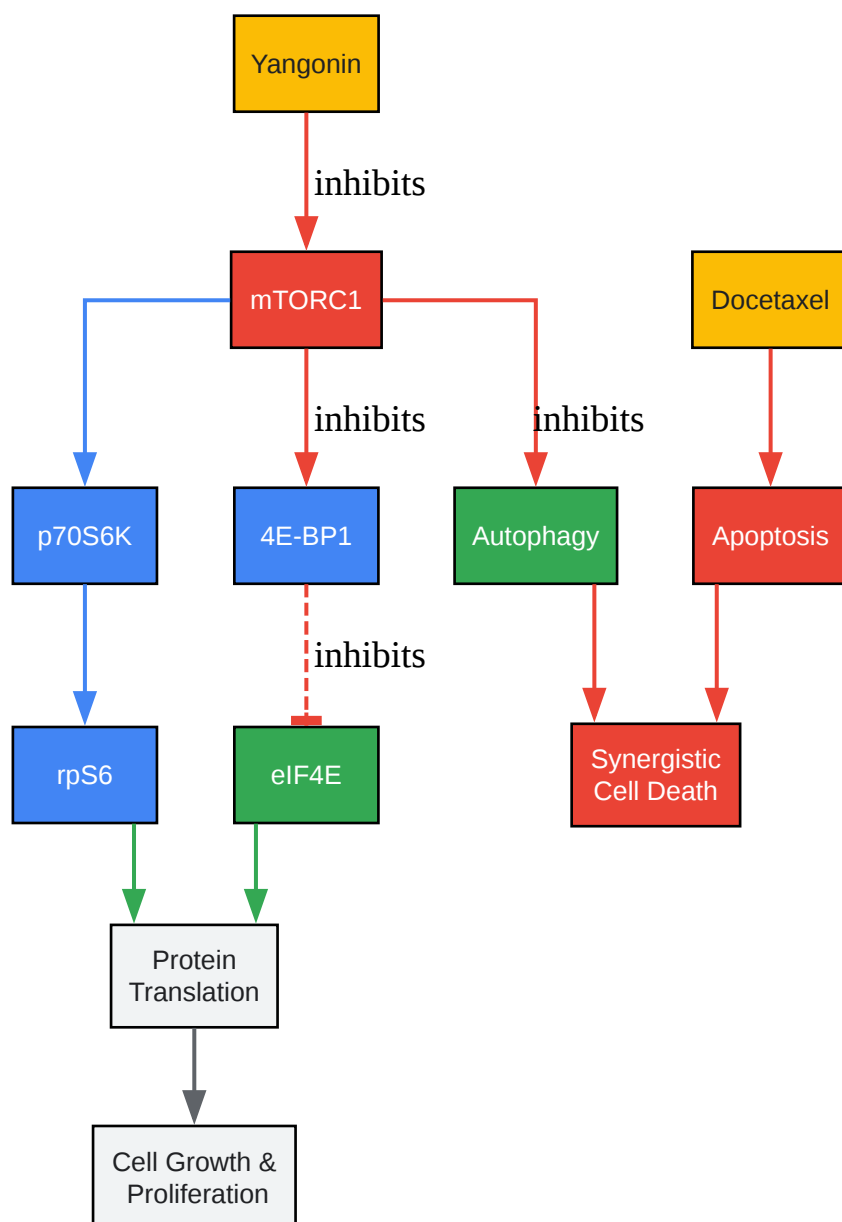 Yangonin
inhibits
mTORC1
Docetaxel
inhibits
inhibits
p70S6K
4E-BP1
Autophagy
Apoptosis
inhibits
rpS6
eIF4E
Synergistic
Cell Death
Protein
Translation
Cell Growth &
Proliferation